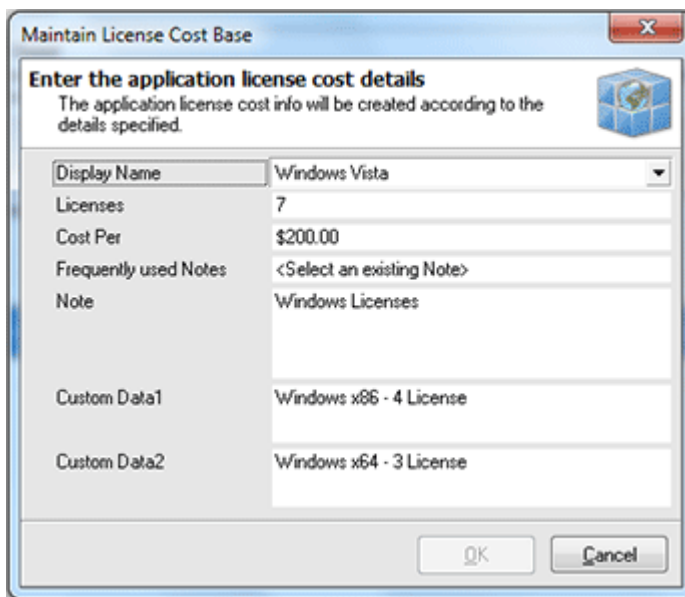 Maintain License Cost Base
Enter the application license cost details
The application license cost info will be created according to the
details specified.
Display Name Windows Vista
Licenses 7
Cost Per $200.00
Frequently used Notes <Select an existing Note>
Note Windows Licenses
Custom Data1 Windows x86 - 4 License
Custom Data2 Windows x64 - 3 License
OK Cancel